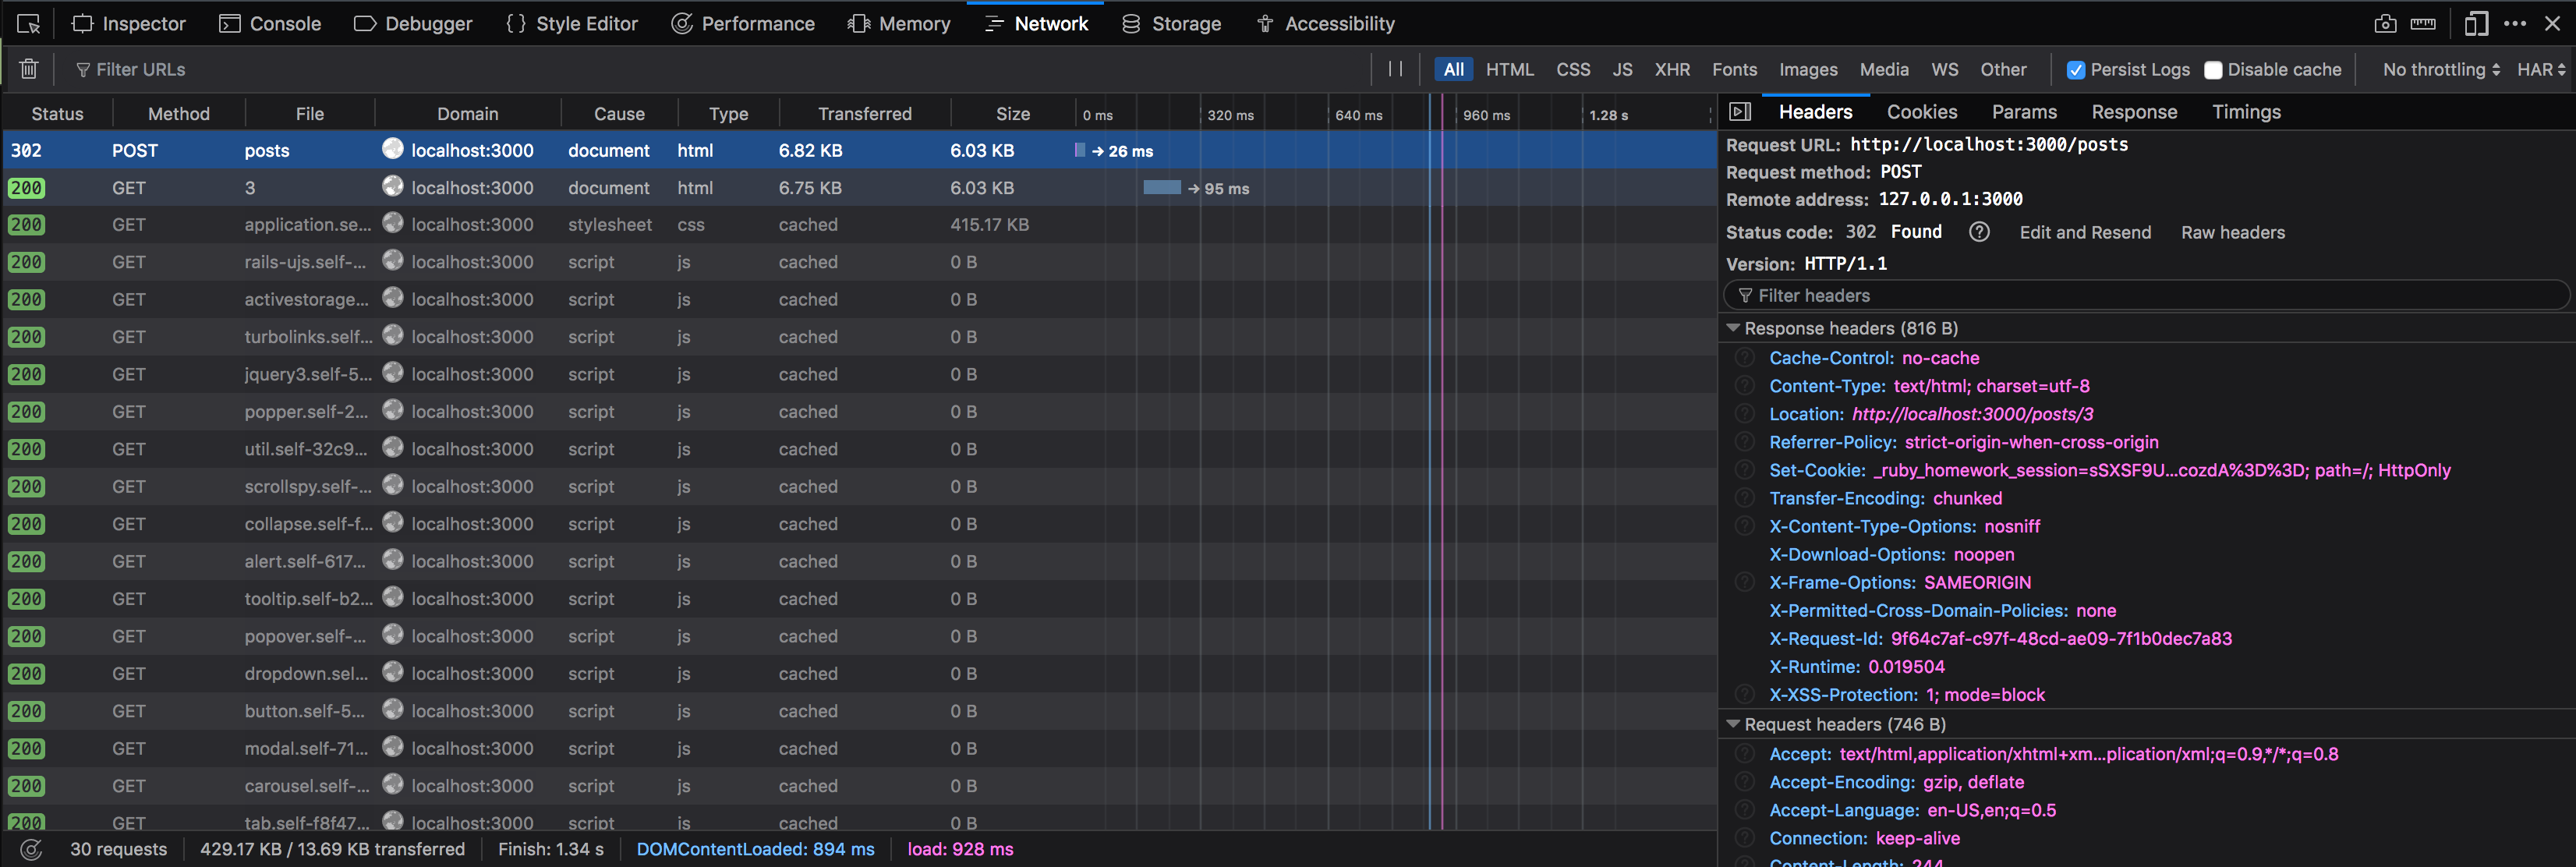 Inspector Console Debugger Style Editor Performance Memory Network Storage Accessibility
Filter URLs All HTML CSS JS XHR Fonts Images Media WS Other Persist Logs Disable cache No throttling HAR
Status Method File Domain Cause Type Transferred Size 0 ms 320 ms 640 ms 960 ms 1.28 s
302 POST posts localhost:3000 document html 6.82 KB 6.03 KB → 26 ms
200 GET 3 localhost:3000 document html 6.75 KB 6.03 KB → 95 ms
200 GET application.se... localhost:3000 stylesheet css cached 415.17 KB
200 GET rails-ujs.self-... localhost:3000 script js cached 0 B
200 GET activestorage... localhost:3000 script js cached 0 B
200 GET turbolinks.self... localhost:3000 script js cached 0 B
200 GET jquery3.self-5... localhost:3000 script js cached 0 B
200 GET popper.self-2... localhost:3000 script js cached 0 B
200 GET util.self-32c9... localhost:3000 script js cached 0 B
200 GET scrollspy.self-... localhost:3000 script js cached 0 B
200 GET collapse.self-f... localhost:3000 script js cached 0 B
200 GET alert.self-617... localhost:3000 script js cached 0 B
200 GET tooltip.self-b2... localhost:3000 script js cached 0 B
200 GET popover.self-... localhost:3000 script js cached 0 B
200 GET dropdown.sel... localhost:3000 script js cached 0 B
200 GET button.self-5... localhost:3000 script js cached 0 B
200 GET modal.self-71... localhost:3000 script js cached 0 B
200 GET carousel.self-... localhost:3000 script js cached 0 B
200 GET tab.self-f8f47... localhost:3000 script js cached 0 B
30 requests 429.17 KB / 13.69 KB transferred Finish: 1.34 s DOMContentLoaded: 894 ms load: 928 ms
Headers Cookies Params Response Timings
Request URL: http://localhost:3000/posts
Request method: POST
Remote address: 127.0.0.1:3000
Status code: 302 Found ? Edit and Resend Raw headers
Version: HTTP/1.1
Filter headers
Response headers (816 B)
Cache-Control: no-cache
Content-Type: text/html; charset=utf-8
Location: http://localhost:3000/posts/3
Referrer-Policy: strict-origin-when-cross-origin
Set-Cookie: _ruby_homework_session=sSXSF9U...cozdA%3D%3D; path=/; HttpOnly
Transfer-Encoding: chunked
X-Content-Type-Options: nosniff
X-Download-Options: noopen
X-Frame-Options: SAMEORIGIN
X-Permitted-Cross-Domain-Policies: none
X-Request-Id: 9f64c7af-c97f-48cd-ae09-7f1b0dec7a83
X-Runtime: 0.019504
X-XSS-Protection: 1; mode=block
Request headers (746 B)
Accept: text/html,application/xhtml+xm...plication/xml;q=0.9,*/*;q=0.8
Accept-Encoding: gzip, deflate
Accept-Language: en-US,en;q=0.5
Connection: keep-alive
Content-Length: 244